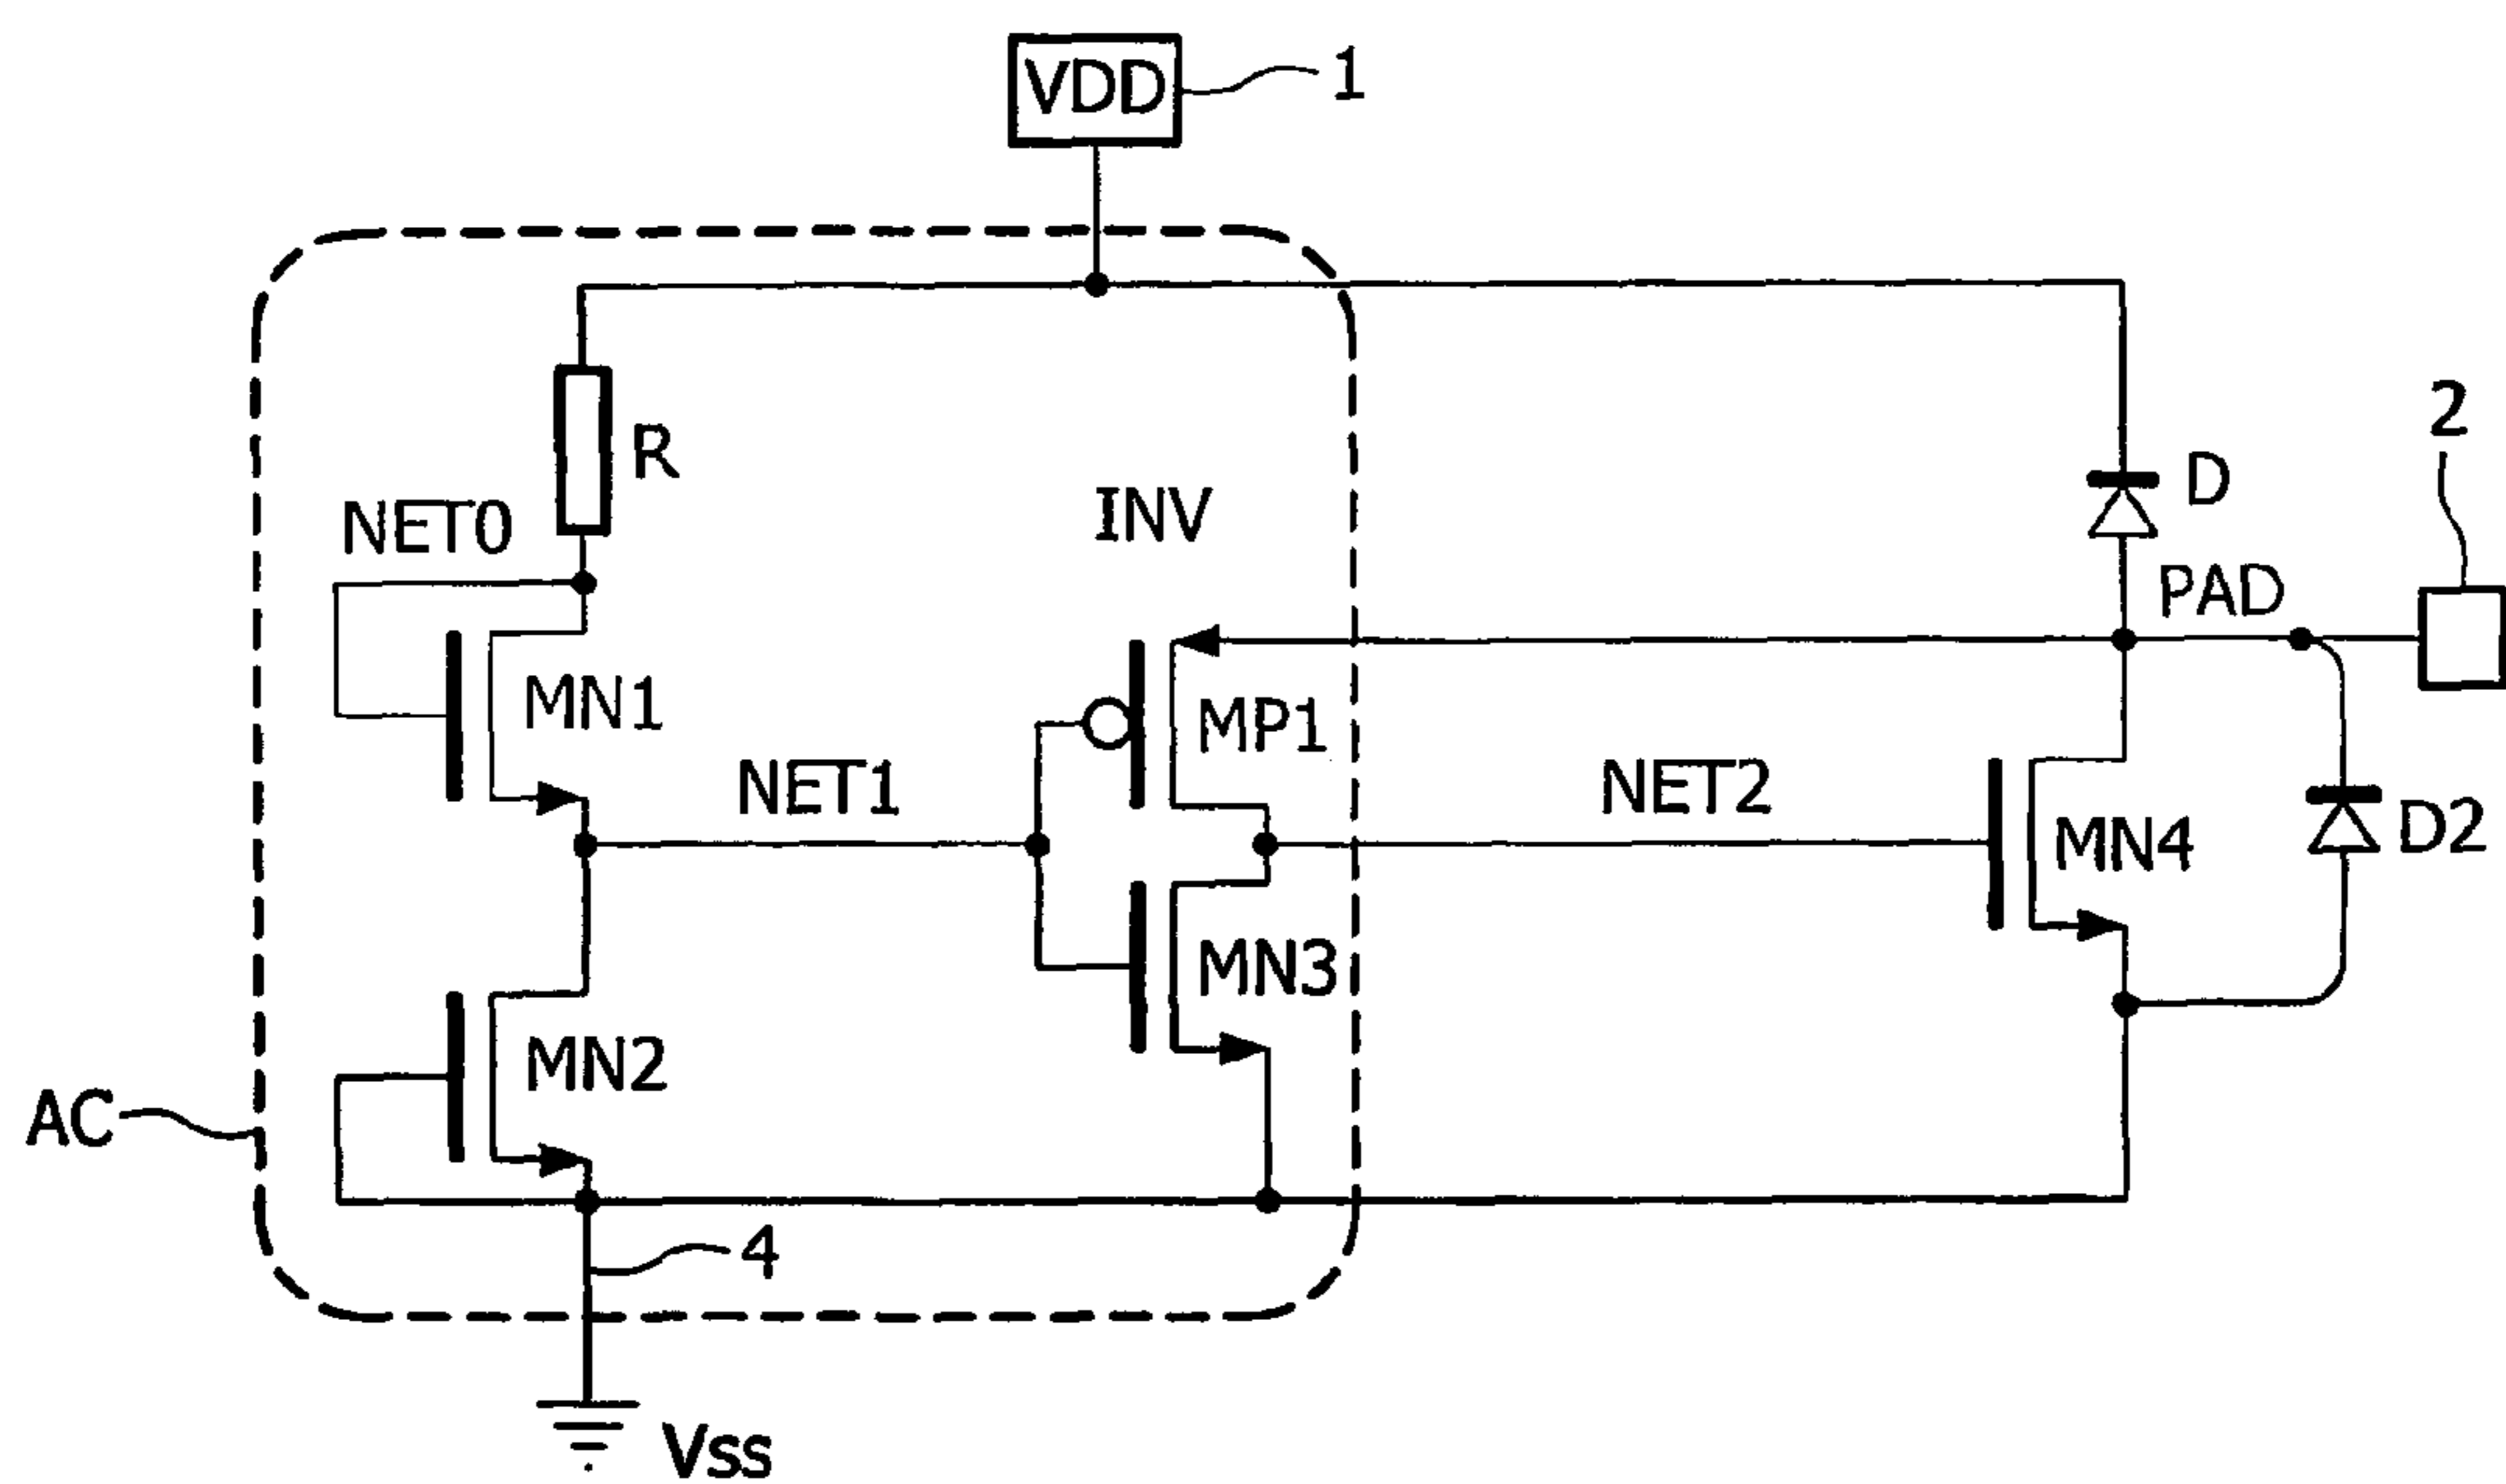 VDD
1
R
D
2
NET0
INV
PAD
MN1
MP1
NET1
NET2
MN4
D2
MN3
MN2
AC
4
Vss